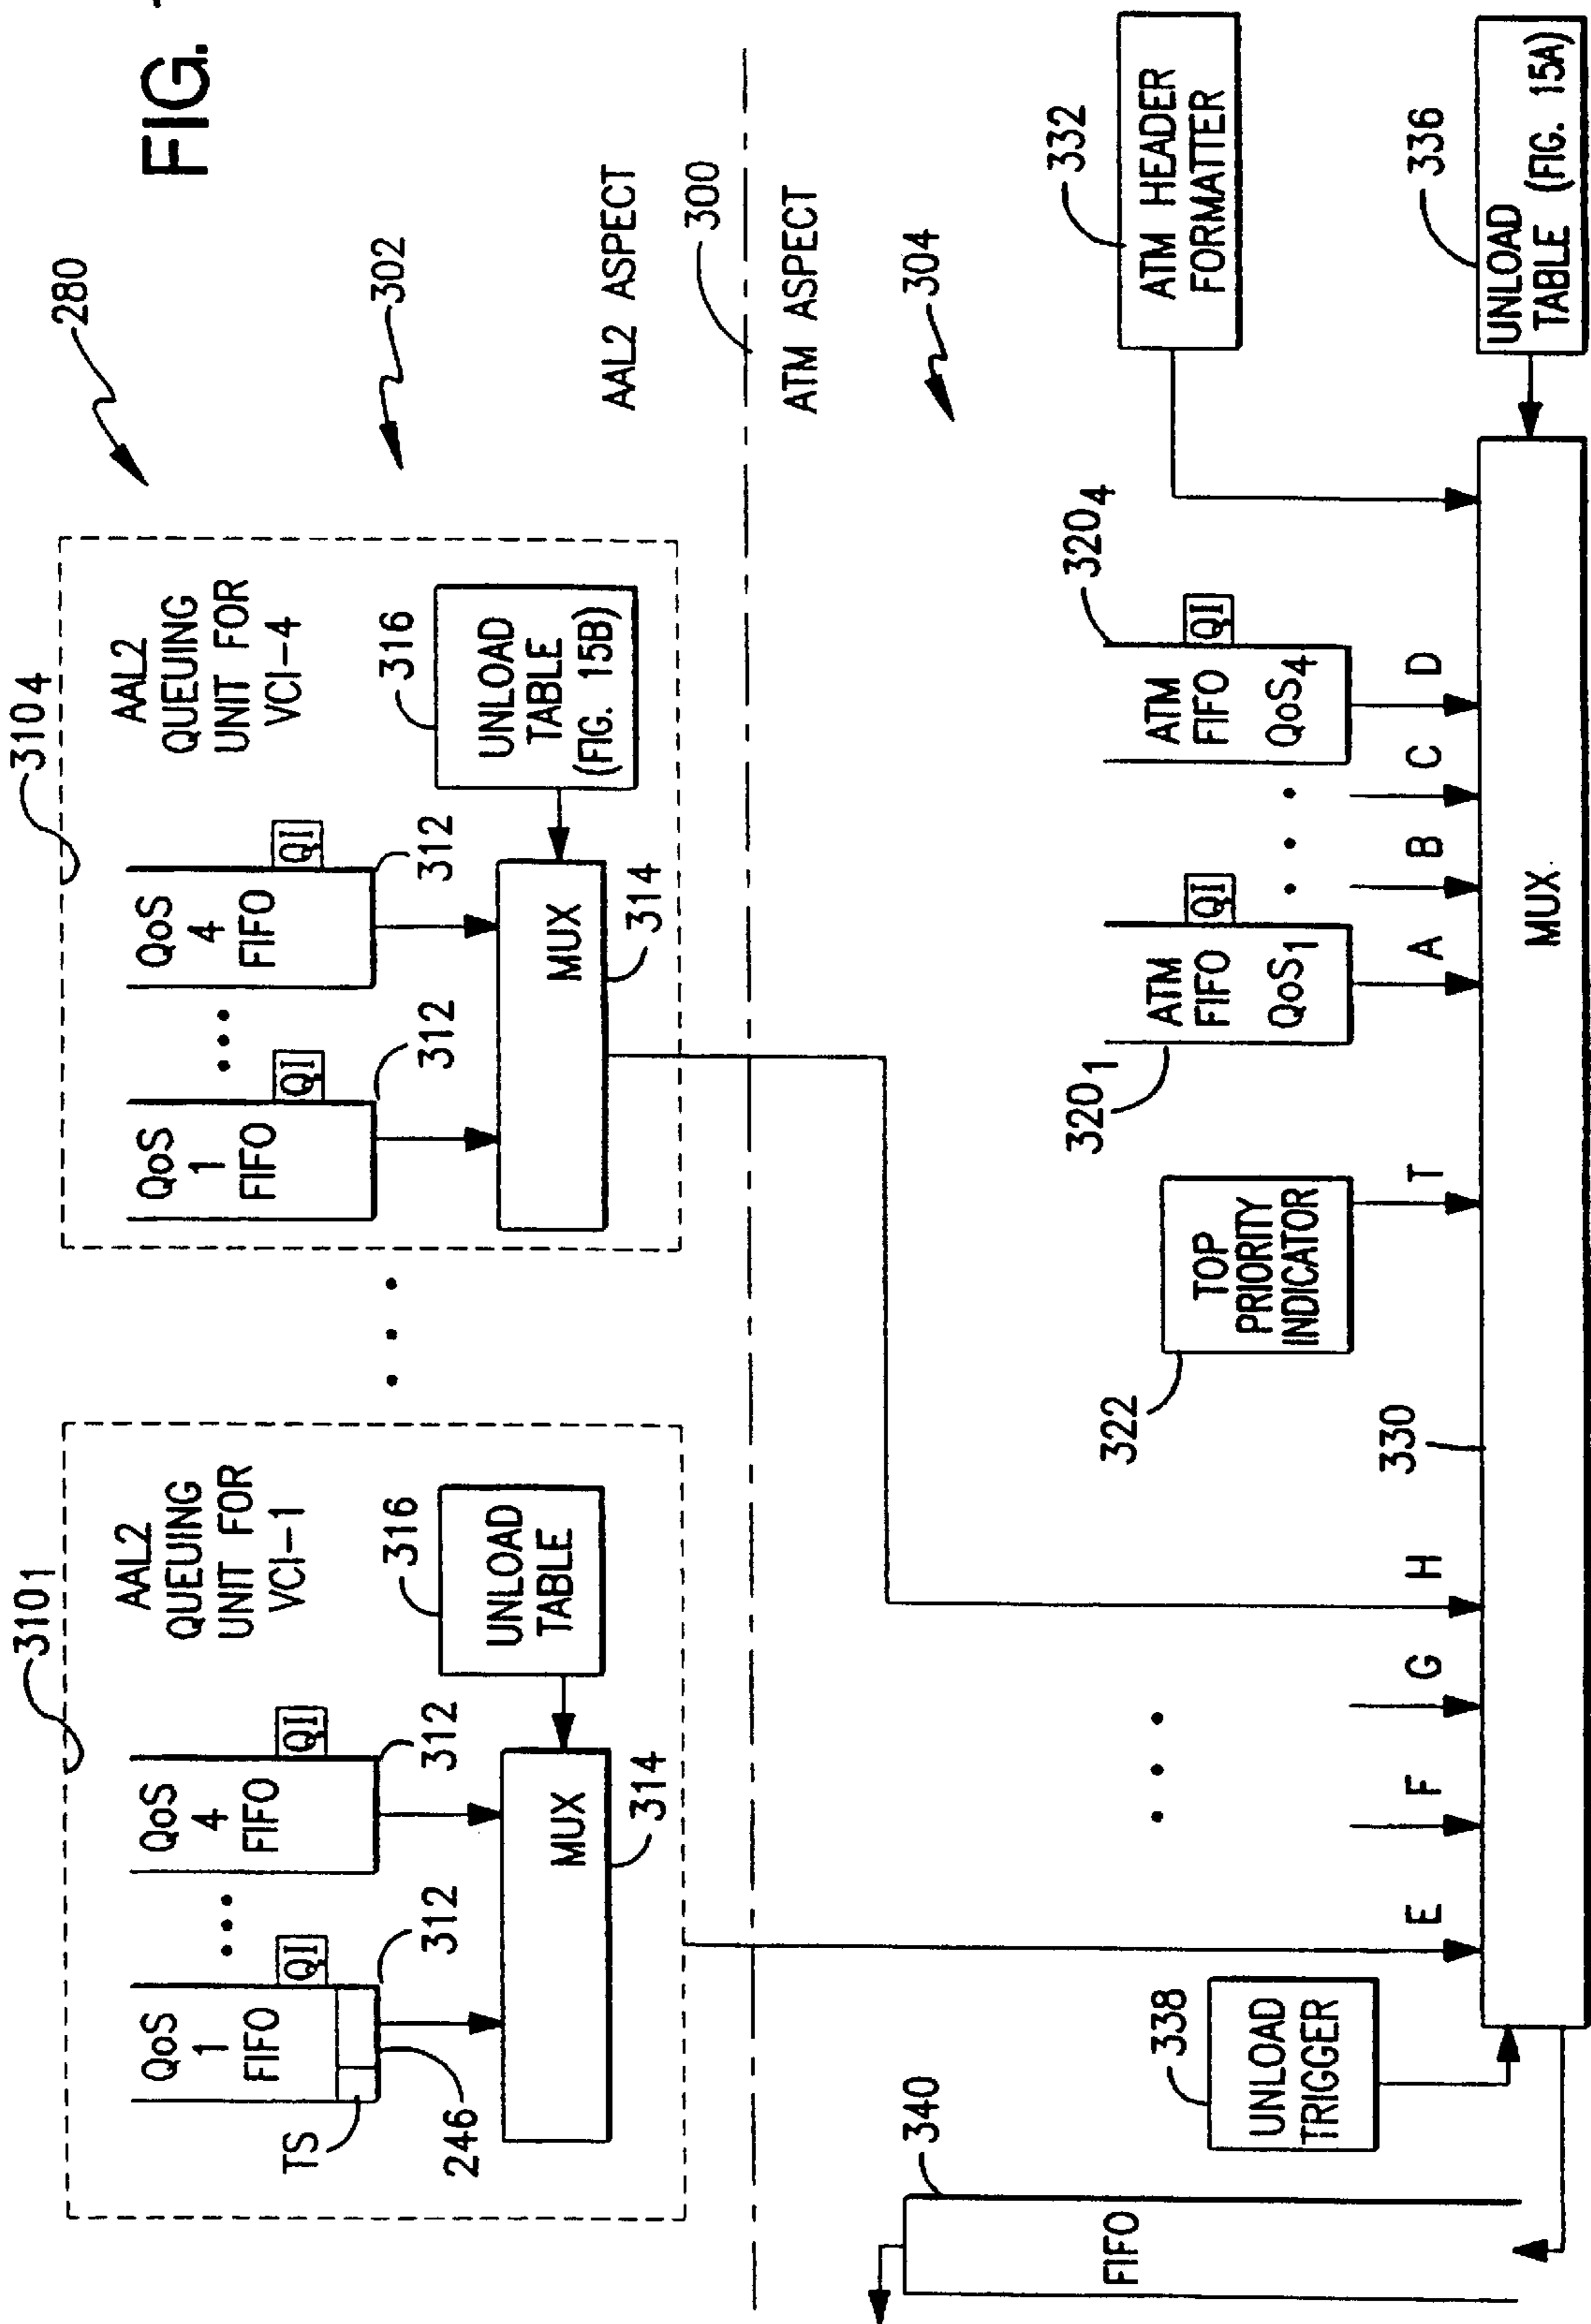 FIG.
280
302
AAL2 ASPECT
300
ATM ASPECT
304
310₁
AAL2
QUEUING
UNIT FOR
VCI-1
QoS
1
FIFO
QI
312
TS
246
QoS
4
FIFO
QI
312
316
UNLOAD
TABLE
MUX
314
310₄
AAL2
QUEUING
UNIT FOR
VCI-4
QoS
1
FIFO
QI
312
QoS
4
FIFO
QI
312
316
UNLOAD
TABLE
(FIG. 15B)
MUX
314
340
FIFO
338
UNLOAD
TRIGGER
E
F
G
H
330
322
TOP
PRIORITY
INDICATOR
T
320₁
ATM
FIFO
QoS₁
QI
A
B
C
D
320₄
ATM
FIFO
QoS₄
QI
332
ATM HEADER
FORMATTER
336
UNLOAD
TABLE (FIG. 15A)
MUX